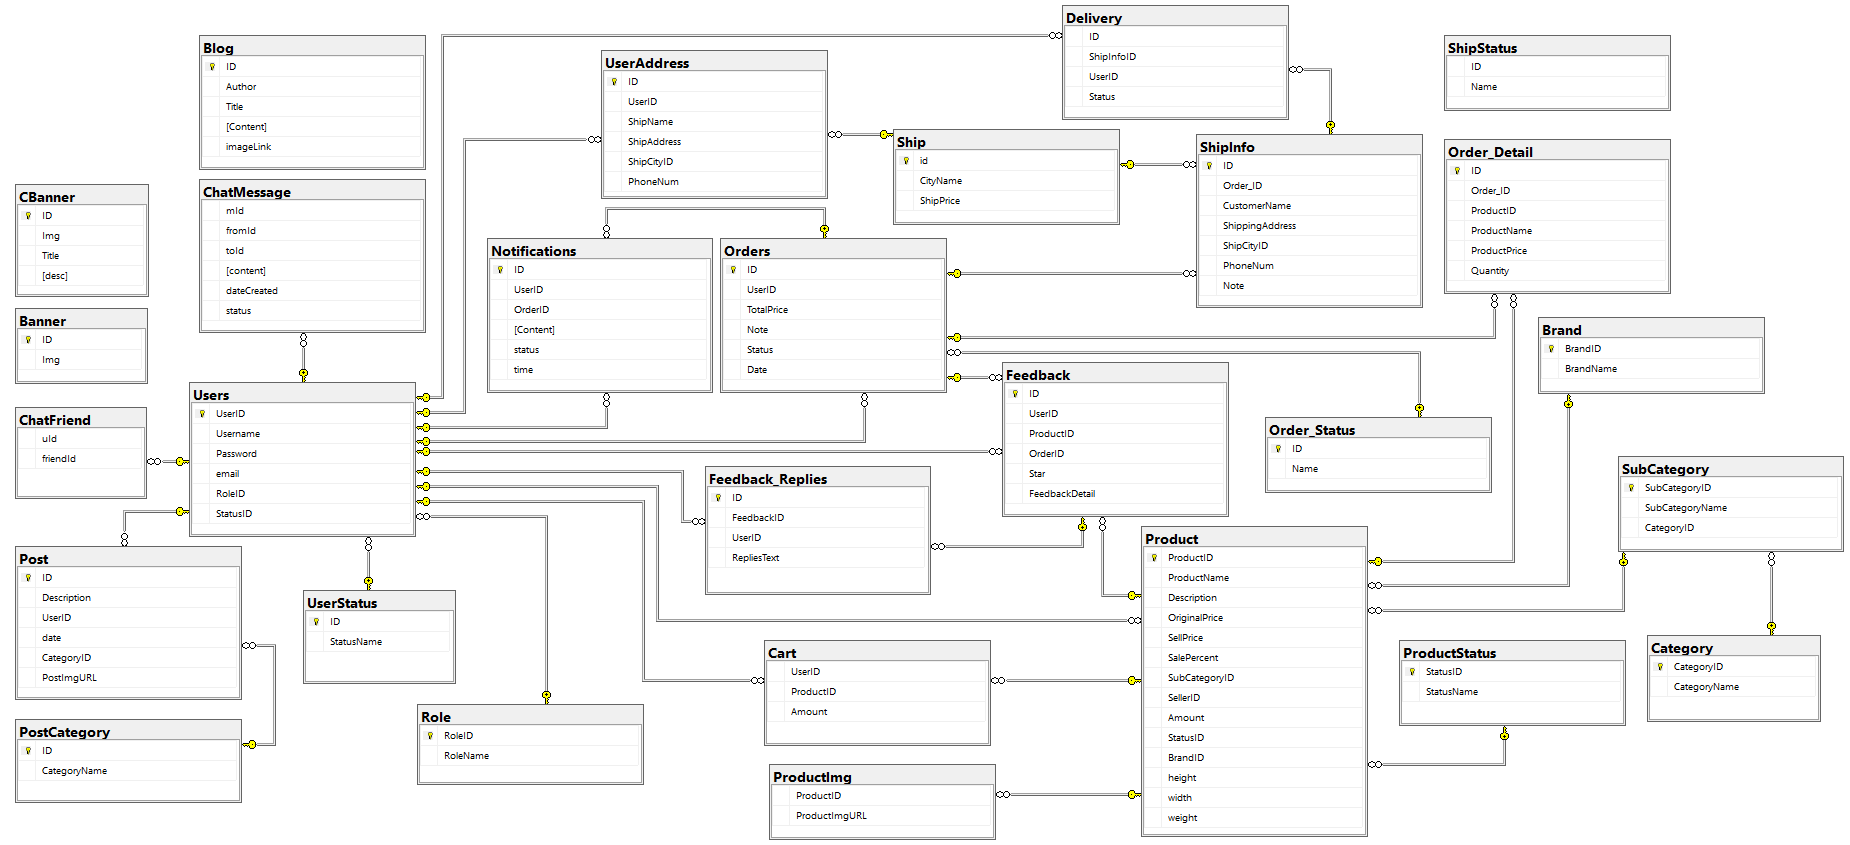 Blog
ID
Author
Title
[Content]
imageLink
CBanner
ID
Img
Title
[desc]
ChatMessage
mId
fromId
toId
[content]
dateCreated
status
Banner
ID
Img
ChatFriend
uId
friendId
Users
UserID
Username
Password
email
RoleID
StatusID
Post
ID
Description
UserID
date
CategoryID
PostImgURL
PostCategory
ID
CategoryName
UserStatus
ID
StatusName
Role
RoleID
RoleName
UserAddress
ID
UserID
ShipName
ShipAddress
ShipCityID
PhoneNum
Notifications
ID
UserID
OrderID
[Content]
status
time
Orders
ID
UserID
TotalPrice
Note
Status
Date
Ship
id
CityName
ShipPrice
Delivery
ID
ShipInfoID
UserID
Status
ShipInfo
ID
Order_ID
CustomerName
ShippingAddress
ShipCityID
PhoneNum
Note
ShipStatus
ID
Name
Order_Detail
ID
Order_ID
ProductID
ProductName
ProductPrice
Quantity
Brand
BrandID
BrandName
Feedback
ID
UserID
ProductID
OrderID
Star
FeedbackDetail
Order_Status
ID
Name
Feedback_Replies
ID
FeedbackID
UserID
RepliesText
SubCategory
SubCategoryID
SubCategoryName
CategoryID
Product
ProductID
ProductName
Description
OriginalPrice
SellPrice
SalePercent
SubCategoryID
SellerID
Amount
StatusID
BrandID
height
width
weight
Cart
UserID
ProductID
Amount
ProductImg
ProductID
ProductImgURL
ProductStatus
StatusID
StatusName
Category
CategoryID
CategoryName